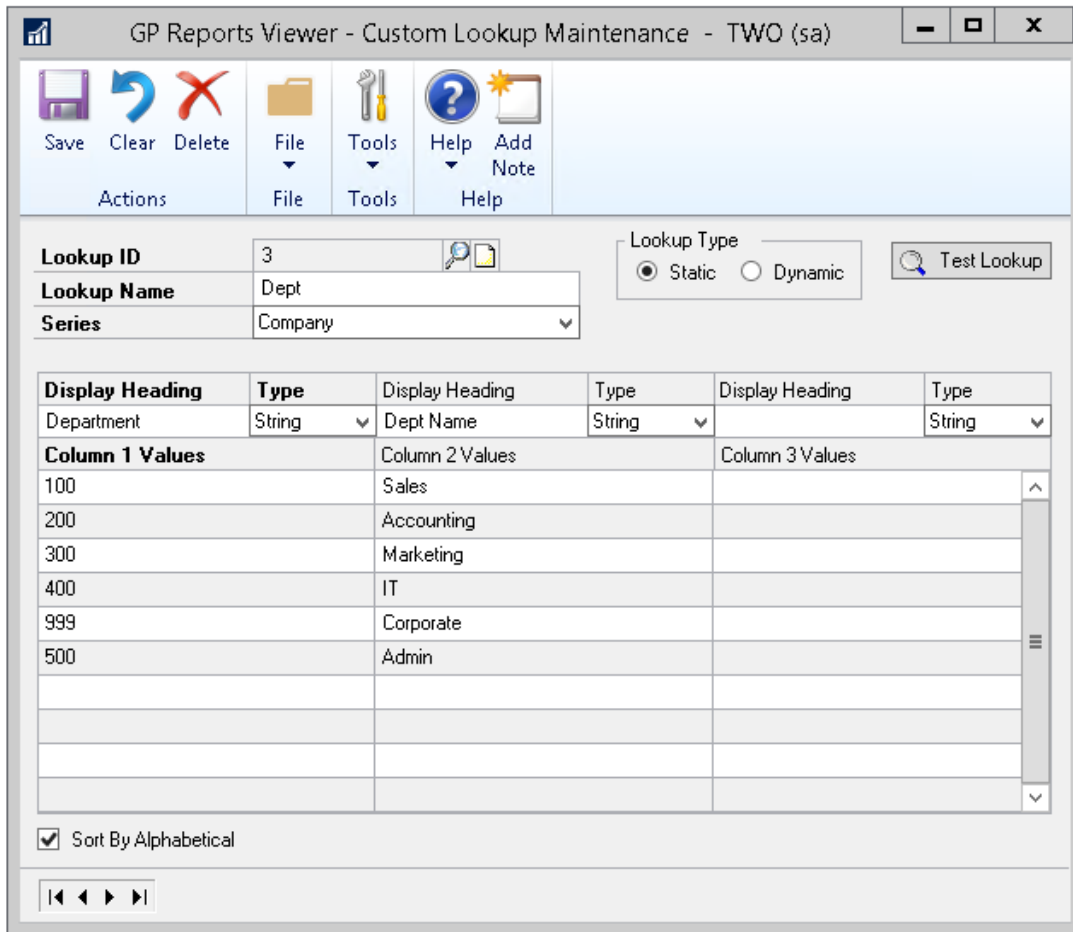 GP Reports Viewer - Custom Lookup Maintenance - TWO (sa)
Save Clear Delete File Tools Help Add Note
Actions File Tools Help
Lookup ID 3
Lookup Name Dept
Series Company
Lookup Type
Static Dynamic
Test Lookup
Display Heading Type Display Heading Type Display Heading Type
Department String Dept Name String String
Column 1 Values Column 2 Values Column 3 Values
100 Sales
200 Accounting
300 Marketing
400 IT
999 Corporate
500 Admin
Sort By Alphabetical